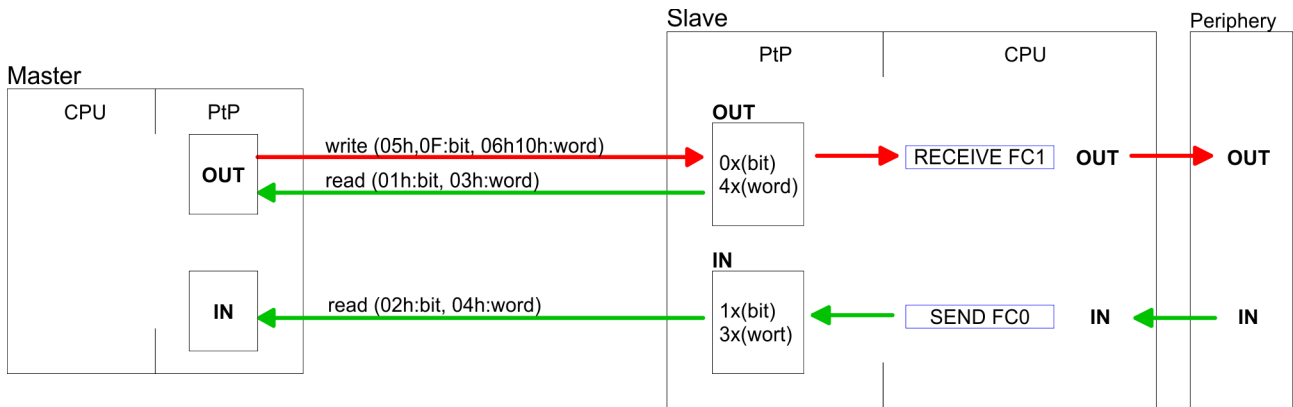 Slave
Periphery
PtP
CPU
Master
CPU
PtP
OUT
write (05h,0F:bit, 06h10h:word)
read (01h:bit, 03h:word)
OUT
0x(bit)
4x(word)
RECEIVE FC1
OUT
OUT
IN
read (02h:bit, 04h:word)
IN
1x(bit)
3x(wort)
SEND FC0
IN
IN